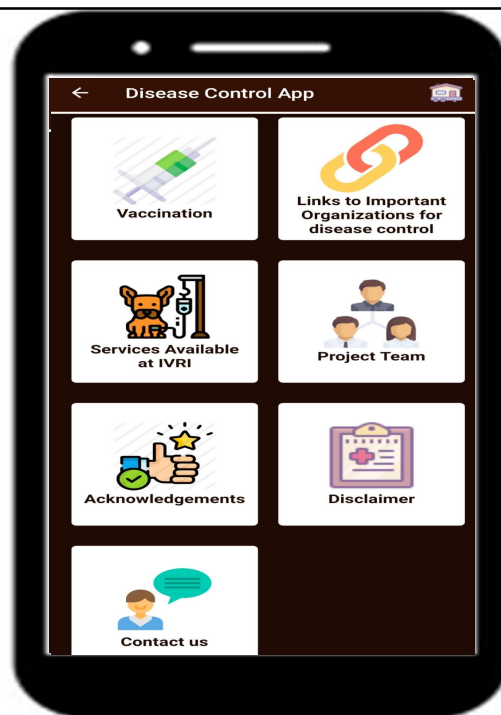 Disease Control App
Vaccination
Links to Important
Organizations for
disease control
Services Available
at IVRI
Project Team
Acknowledgements
Disclaimer
Contact us